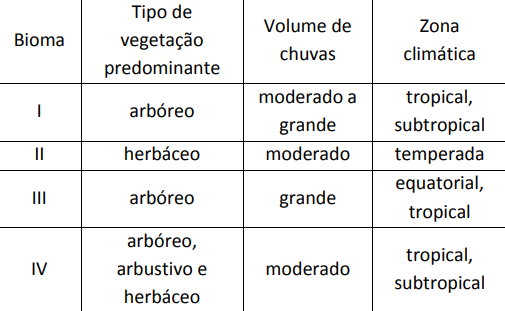 Bioma
Tipo de
vegetação
predominante
Volume de
chuvas
Zona
climática
I
arbóreo
moderado a
grande
tropical,
subtropical
II
herbáceo
moderado
temperada
III
arbóreo
grande
equatorial,
tropical
IV
arbóreo,
arbustivo e
herbáceo
moderado
tropical,
subtropical